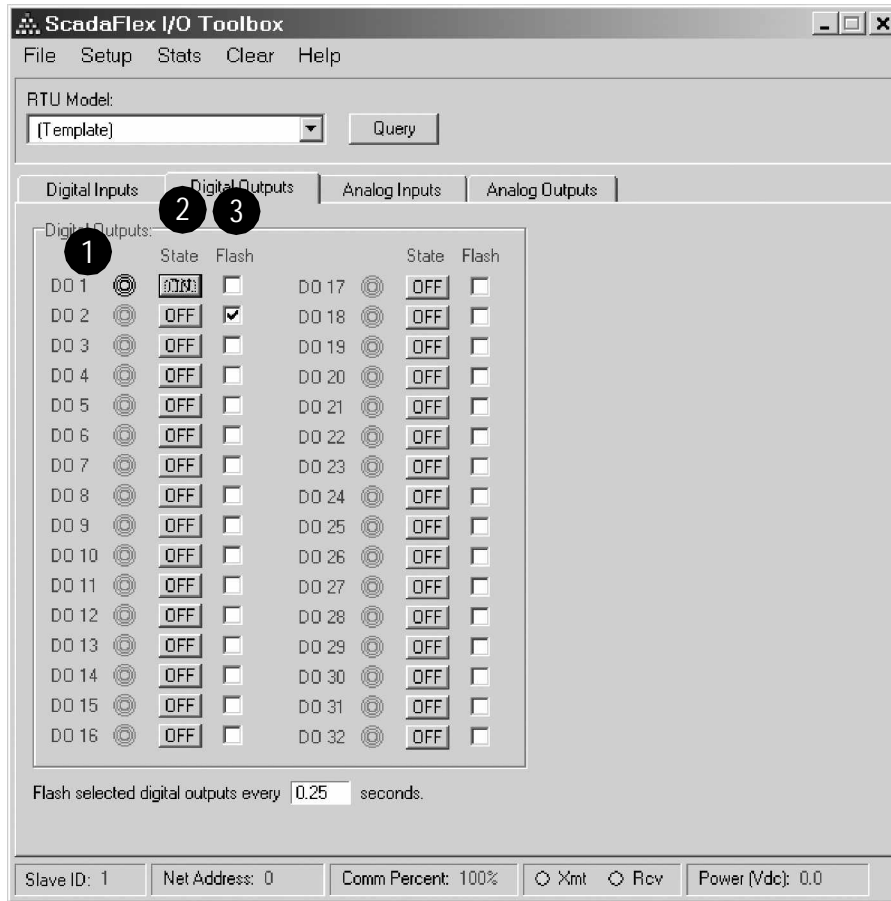 ScadaFlex I/O Toolbox
File Setup Stats Clear Help
RTU Model:
(Template) Query
Digital Inputs Digital Outputs Analog Inputs Analog Outputs
2 3
Digital Outputs:
1
State Flash State Flash
DO 1 ON DO 17 OFF
DO 2 OFF DO 18 OFF
DO 3 OFF DO 19 OFF
DO 4 OFF DO 20 OFF
DO 5 OFF DO 21 OFF
DO 6 OFF DO 22 OFF
DO 7 OFF DO 23 OFF
DO 8 OFF DO 24 OFF
DO 9 OFF DO 25 OFF
DO 10 OFF DO 26 OFF
DO 11 OFF DO 27 OFF
DO 12 OFF DO 28 OFF
DO 13 OFF DO 29 OFF
DO 14 OFF DO 30 OFF
DO 15 OFF DO 31 OFF
DO 16 OFF DO 32 OFF
Flash selected digital outputs every 0.25 seconds.
Slave ID: 1 Net Address: 0 Comm Percent: 100% Xmt Rcv Power (Vdc): 0.0